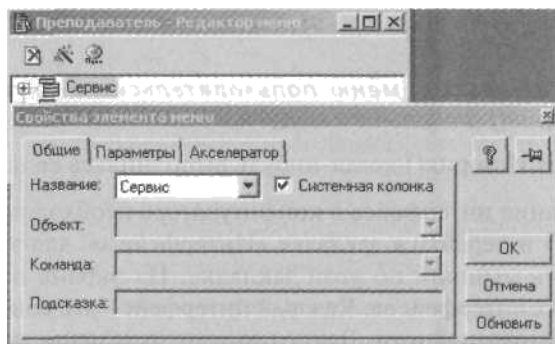 Преподаватель - Редактор меню
Сервис
Свойства элемента меню
Общие Параметры Акселератор
Название: Сервис Системная колонка
Объект:
Команда:
Подсказка:
OK
Отмена
Обновить